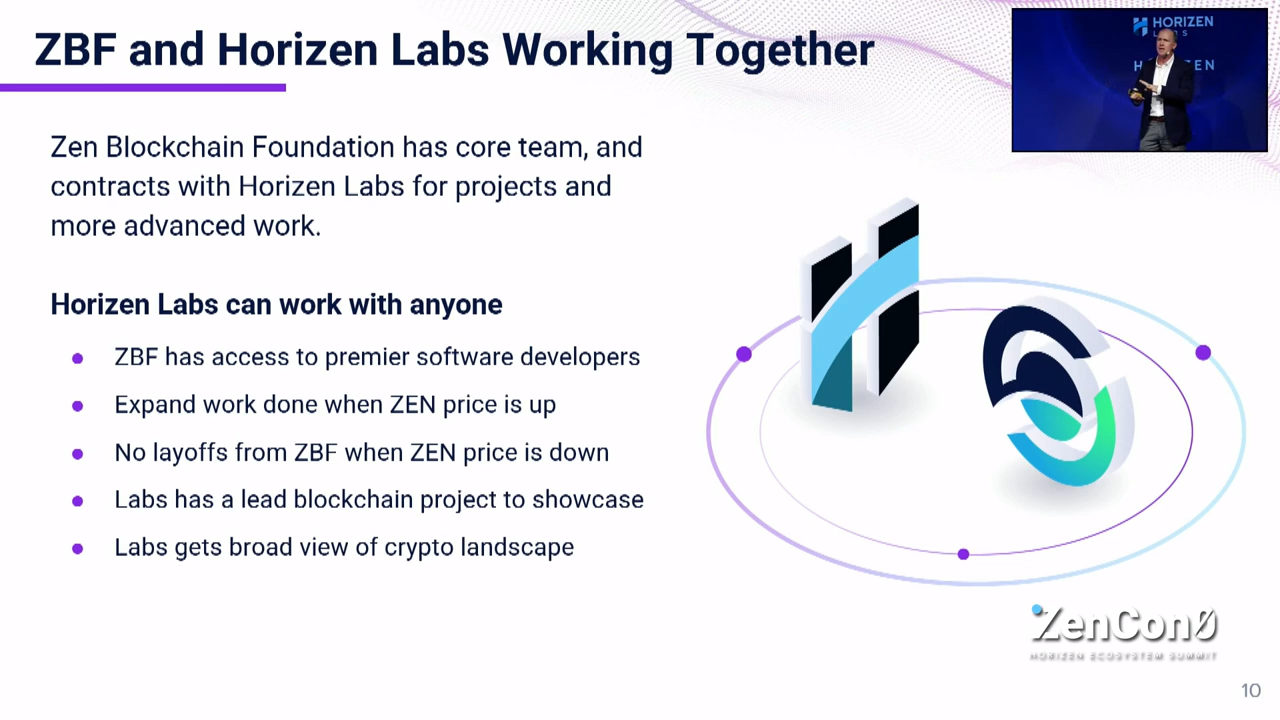 ZBF and Horizen Labs Working Together
HORIZEN
LABS
HORIZEN
Zen Blockchain Foundation has core team, and
contracts with Horizen Labs for projects and
more advanced work.
Horizen Labs can work with anyone
ZBF has access to premier software developers
Expand work done when ZEN price is up
No layoffs from ZBF when ZEN price is down
Labs has a lead blockchain project to showcase
Labs gets broad view of crypto landscape
ZenCon0
HORIZEN ECOSYSTEM SUMMIT
10